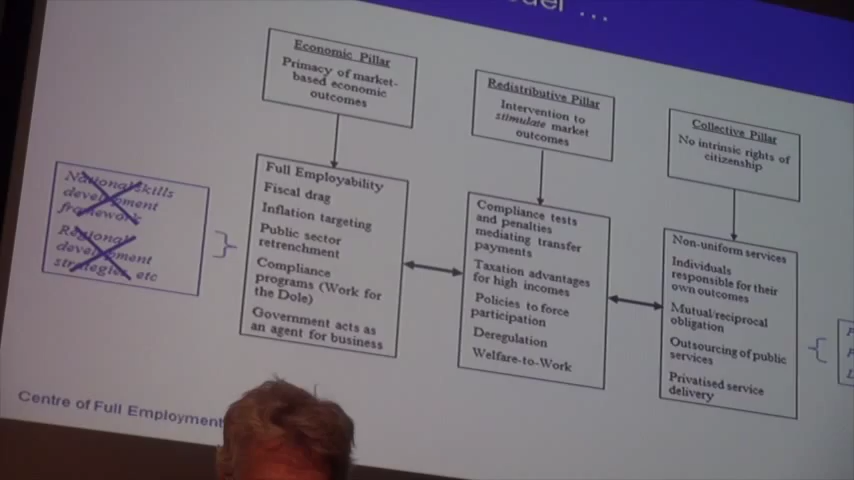 ...
Economic Pillar
Primacy of market-
based economic
outcomes
Redistributive Pillar
Intervention to
stimulate market
outcomes
Collective Pillar
No intrinsic rights of
citizenship
National skills
development
framework
Regional
development
strategies etc
Full Employability
Fiscal drag
Inflation targeting
Public sector
retrenchment
Compliance
programs (Work for
the Dole)
Government acts as
an agent for business
Compliance tests
and penalties
mediating transfer
payments
Taxation advantages
for high incomes
Policies to force
participation
Deregulation
Welfare-to-Work
Non-uniform services
Individuals
responsible for their
own outcomes
Mutual/reciprocal
obligation
Outsourcing of public
services
Privatised service
delivery
Centre of Full Employment